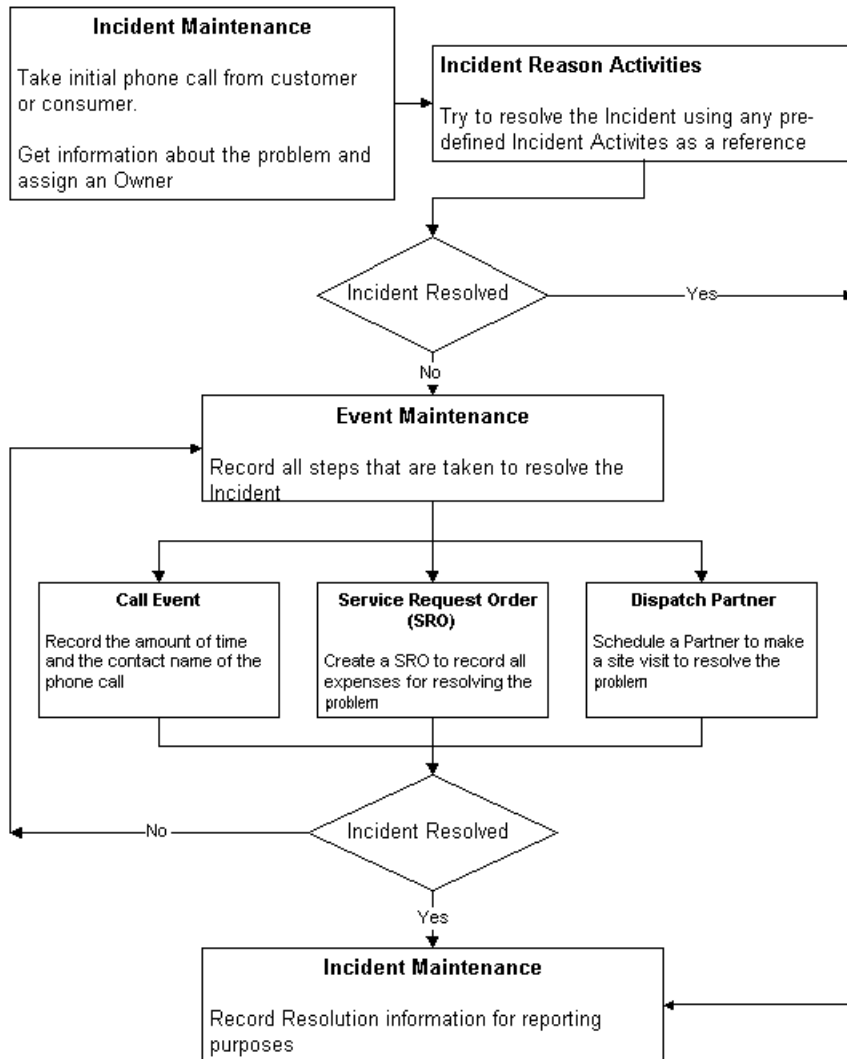 Incident Maintenance
Take initial phone call from customer
or consumer.
Get information about the problem and
assign an Owner
Incident Reason Activities
Try to resolve the Incident using any pre-
defined Incident Activites as a reference
Incident Resolved
Yes
No
Event Maintenance
Record all steps that are taken to resolve the
Incident
Call Event
Record the amount of time
and the contact name of the
phone call
Service Request Order
(SRO)
Create a SRO to record all
expenses for resolving the
problem
Dispatch Partner
Schedule a Partner to make
a site visit to resolve the
problem
Incident Resolved
No
Yes
Incident Maintenance
Record Resolution information for reporting
purposes